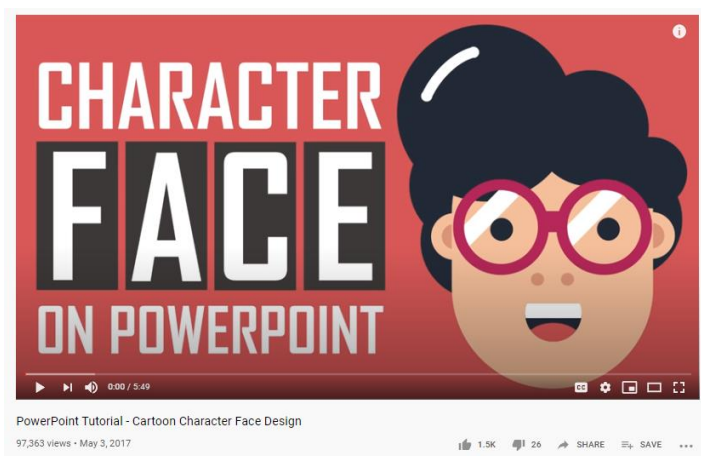 CHARACTER
FACE
ON POWERPOINT
0:00 / 5:49
CC
PowerPoint Tutorial - Cartoon Character Face Design
97,363 views • May 3, 2017
1.5K 26 SHARE SAVE